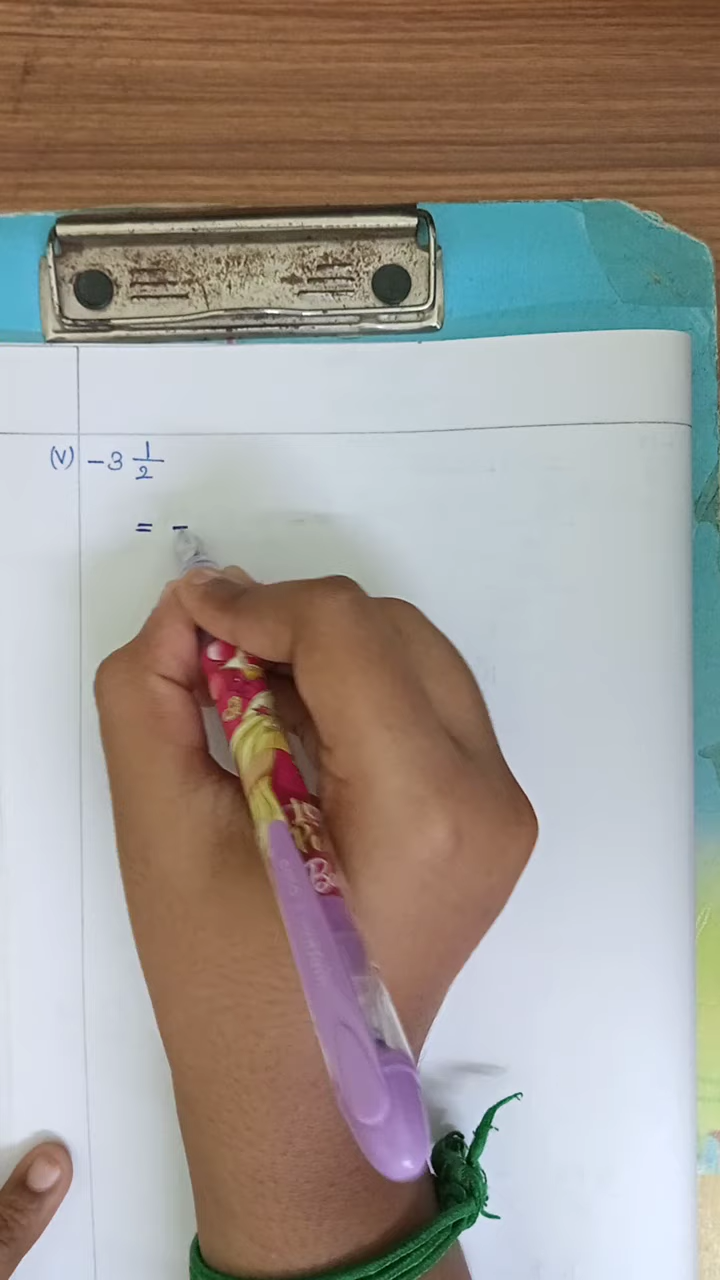 (V) -3 1/2
= -